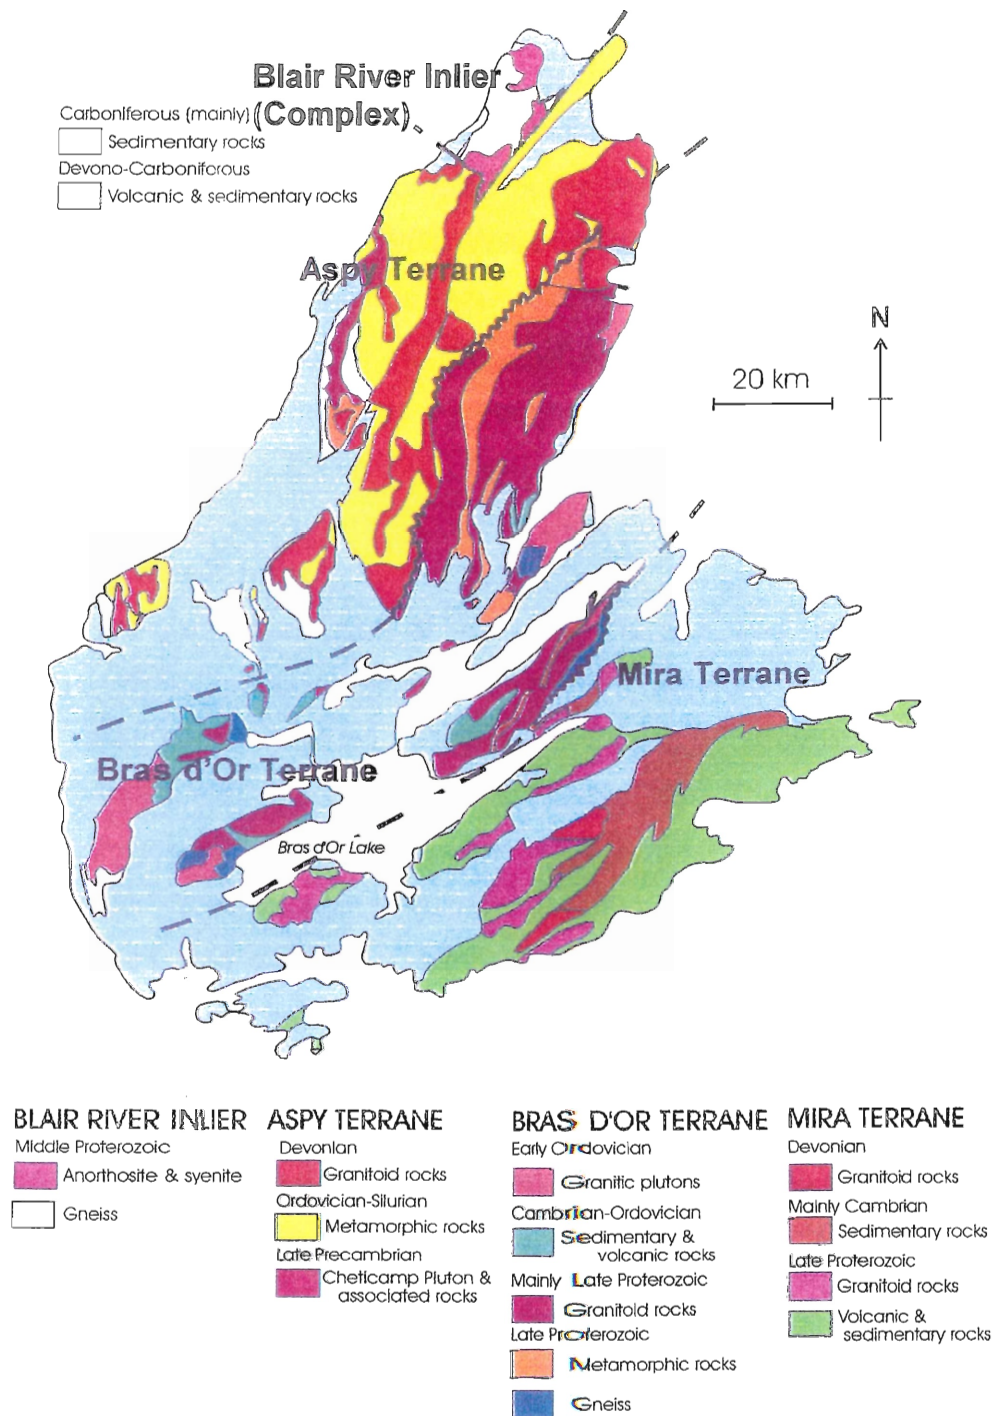 Blair River Inlier
(Complex)
Carboniferous (mainly)
Sedimentary rocks
Devono-Carboniferous
Volcanic & sedimentary rocks
Aspy Terrane
N
20 km
Mira Terrane
Bras d'Or Terrane
Bras d'Or Lake
BLAIR RIVER INLIER
Middle Proterozoic
Anorthosite & syenite
Gneiss
ASPY TERRANE
Devonian
Granitoid rocks
Ordovician-Silurian
Metamorphic rocks
Late Precambrian
Cheticamp Pluton &
associated rocks
BRAS D'OR TERRANE
Early Ordovician
Granitic plutons
Cambrian-Ordovician
Sedimentary &
volcanic rocks
Mainly Late Proterozoic
Granitoid rocks
Late Proterozoic
Metamorphic rocks
Gneiss
MIRA TERRANE
Devonian
Granitoid rocks
Mainly Cambrian
Sedimentary rocks
Late Proterozoic
Granitoid rocks
Volcanic &
sedimentary rocks